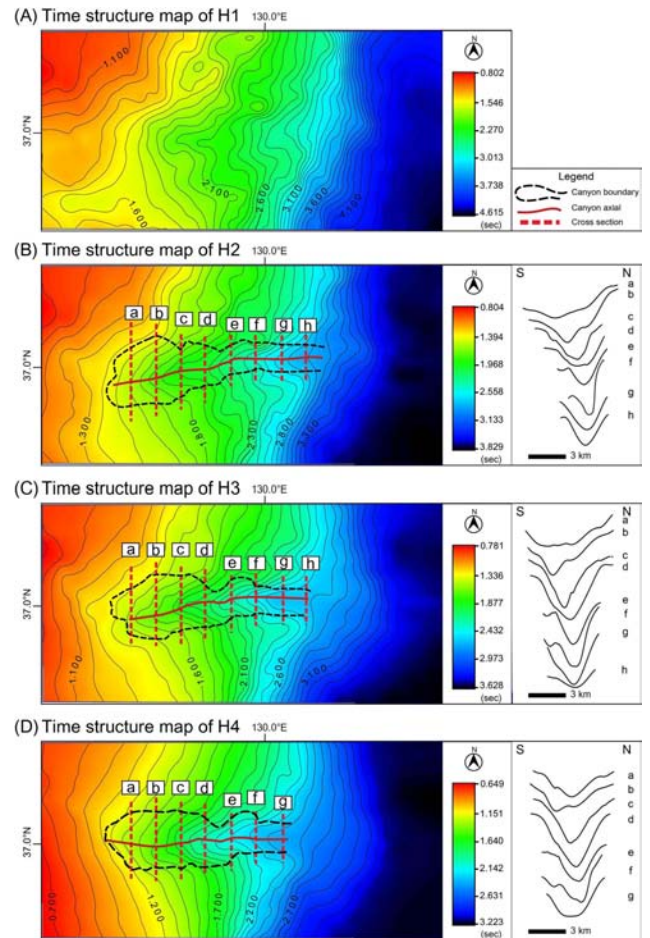 (A) Time structure map of H1
130.0°E
37.0°N
1.100
1.600
2.100
2.600
3.100
3.600
4.100
N
0.802
1.546
2.270
3.013
3.738
4.615
(sec)
Legend
Canyon boundary
Canyon axial
Cross section
(B) Time structure map of H2
130.0°E
37.0°N
a b c d e f g h
1.300
1.800
2.300
2.800
3.300
N
0.804
1.394
1.976
2.558
3.133
3.829
(sec)
S N
a
b
c
d
e
f
g
h
3 km
(C) Time structure map of H3
130.0°E
37.0°N
a b c d e f g h
1.100
1.600
2.100
2.600
3.100
N
0.781
1.336
1.886
2.432
2.973
3.628
(sec)
S N
a
b
c
d
e
f
g
h
3 km
(D) Time structure map of H4
130.0°E
37.0°N
a b c d e f g
0.700
1.200
2.200
2.700
N
0.649
1.151
1.648
2.142
2.631
3.223
(sec)
S N
a
b
c
d
e
f
g
3 km